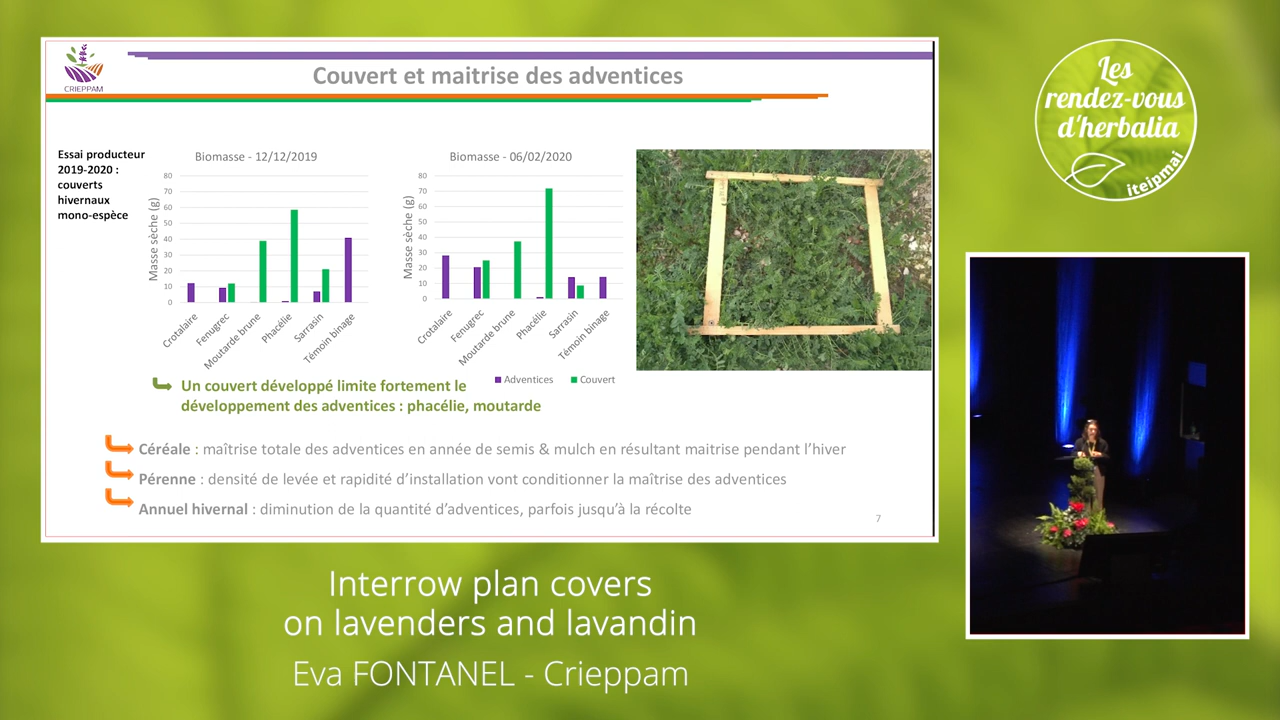 CRIEPPAM
Couvert et maitrise des adventices
Essai producteur
2019-2020 :
couverts
hivernaux
mono-espèce
Biomasse - 12/12/2019
Masse sèche (g)
80
70
60
50
40
30
20
10
0
Crotalaire
Fenugrec
Moutarde brune
Phacélie
Sarrasin
Témoin binage
Biomasse - 06/02/2020
Masse sèche (g)
80
70
60
50
40
30
20
10
0
Crotalaire
Fenugrec
Moutarde brune
Phacélie
Sarrasin
Témoin binage
Adventices
Couvert
Un couvert développé limite fortement le
développement des adventices : phacélie, moutarde
Céréale : maîtrise totale des adventices en année de semis & mulch en résultant maitrise pendant l’hiver
Pérenne : densité de levée et rapidité d’installation vont conditionner la maîtrise des adventices
Annuel hivernal : diminution de la quantité d’adventices, parfois jusqu’à la récolte
7
Les
rendez-vous
d'herbalia
iteipmai
Interrow plan covers
on lavenders and lavandin
Eva FONTANEL - Crieppam